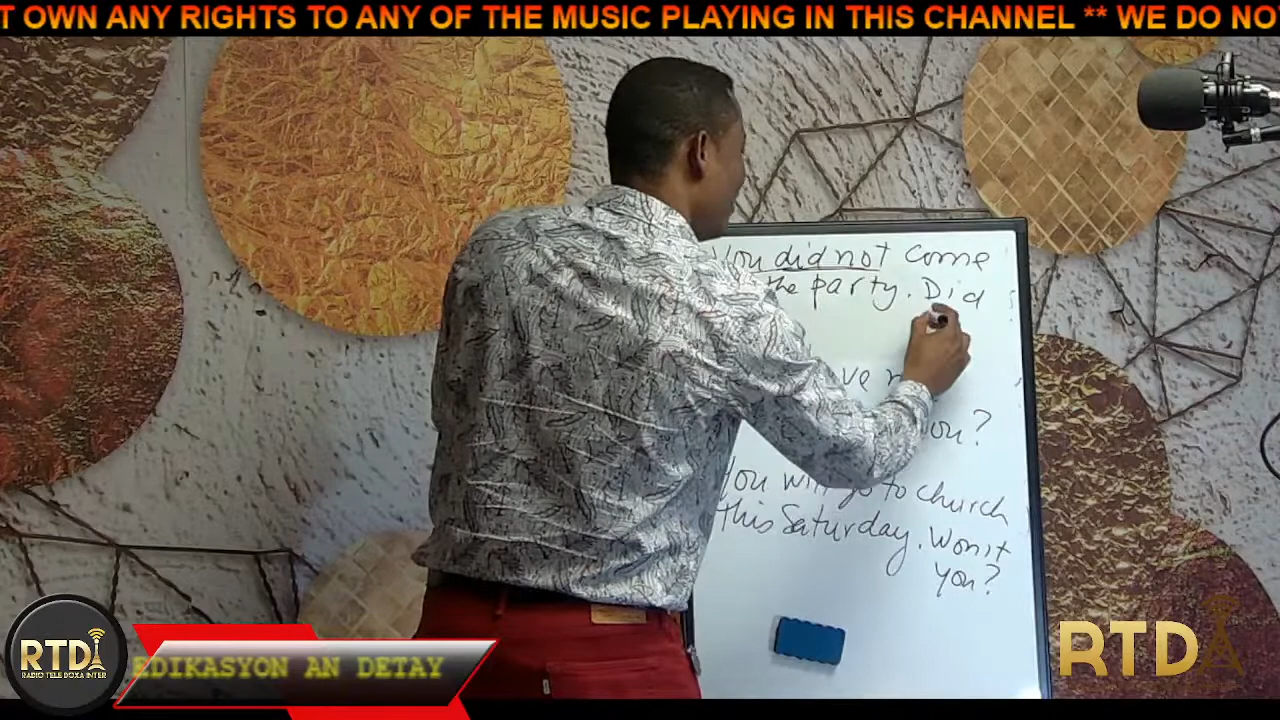 T OWN ANY RIGHTS TO ANY OF THE MUSIC PLAYING IN THIS CHANNEL ** WE DO NO
You did not come
the party. Did
you?
You will go to church
this Saturday. Won't
you?
RTDi
RADIO TELE DOXA INTER
EDIKASYON AN DETAY
RTD